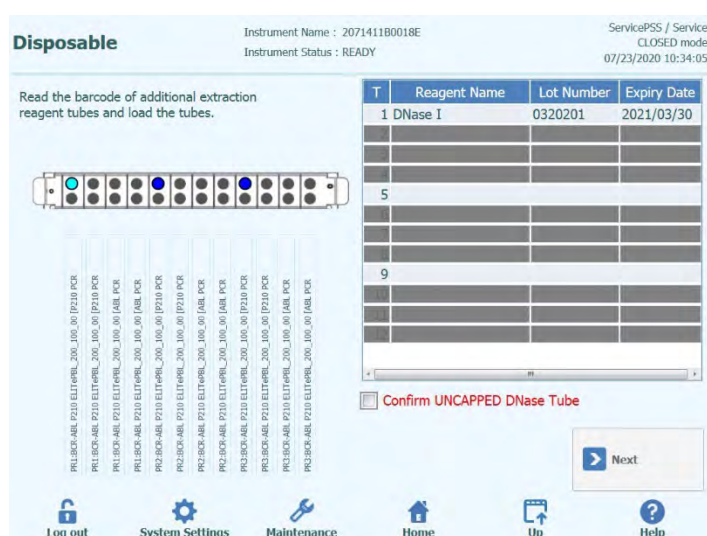 Disposable
Instrument Name : 2071411B0018E
Instrument Status : READY
ServicePSS / Service
CLOSED mode
07/23/2020 10:34:05
Read the barcode of additional extraction
reagent tubes and load the tubes.
T Reagent Name Lot Number Expiry Date
1 DNase I 0320201 2021/03/30
2
3
4
5
6
7
8
9
10
11
12
PR1:BCR-ABL P210 ELITePBL_200_100_00 [P210 PCR
PR1:BCR-ABL P210 ELITePBL_200_100_00 [P210 PCR
PR1:BCR-ABL P210 ELITePBL_200_100_00 [ABL PCR
PR1:BCR-ABL P210 ELITePBL_200_100_00 [ABL PCR
PR2:BCR-ABL P210 ELITePBL_200_100_00 [P210 PCR
PR2:BCR-ABL P210 ELITePBL_200_100_00 [P210 PCR
PR2:BCR-ABL P210 ELITePBL_200_100_00 [ABL PCR
PR2:BCR-ABL P210 ELITePBL_200_100_00 [ABL PCR
PR3:BCR-ABL P210 ELITePBL_200_100_00 [P210 PCR
PR3:BCR-ABL P210 ELITePBL_200_100_00 [P210 PCR
PR3:BCR-ABL P210 ELITePBL_200_100_00 [ABL PCR
PR3:BCR-ABL P210 ELITePBL_200_100_00 [ABL PCR
Confirm UNCAPPED DNase Tube
Next
Log out System Settings Maintenance Home Up Help